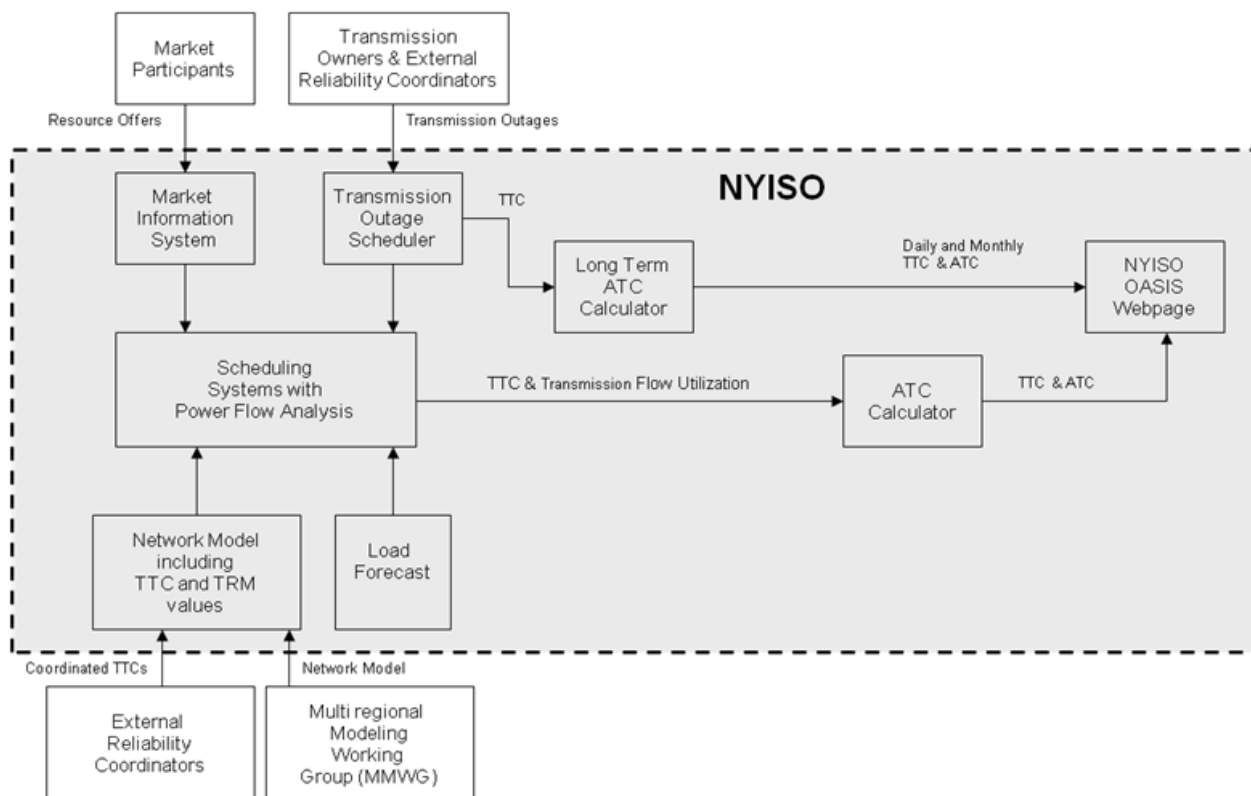 Market
Participants
Transmission
Owners & External
Reliability Coordinators
Resource Offers
Transmission Outages
NYISO
Market
Information
System
Transmission
Outage
Scheduler
TTC
Long Term
ATC
Calculator
Daily and Monthly
TTC & ATC
NYISO
OASIS
Webpage
Scheduling
Systems with
Power Flow Analysis
TTC & Transmission Flow Utilization
ATC
Calculator
TTC & ATC
Network Model
including
TTC and TRM
values
Load
Forecast
Coordinated TTCs
Network Model
External
Reliability
Coordinators
Multi regional
Modeling
Working
Group (MMWG)